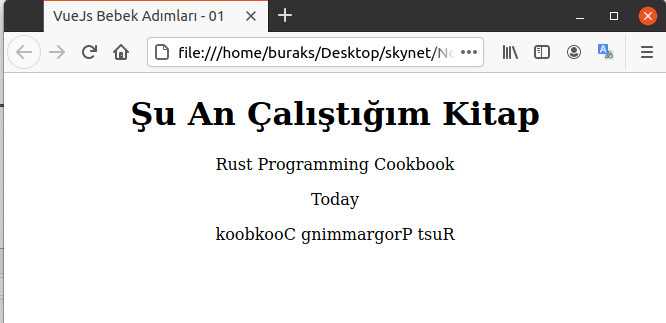 VueJs Bebek Adımları - 01
file:///home/buraks/Desktop/skynet/No
Şu An Çalıştığım Kitap
Rust Programming Cookbook
Today
koobkooC gnimmargorP tsuR